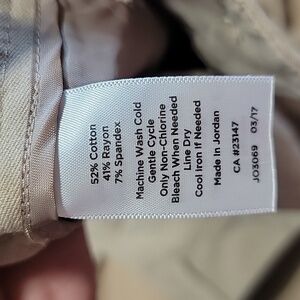 52% Cotton
41% Rayon
7% Spandex
Machine Wash Cold
Gentle Cycle
Only Non-Chlorine
Bleach When Needed
Line Dry
Cool Iron If Needed
Made In Jordan
CA #23147
JO3069 03/17